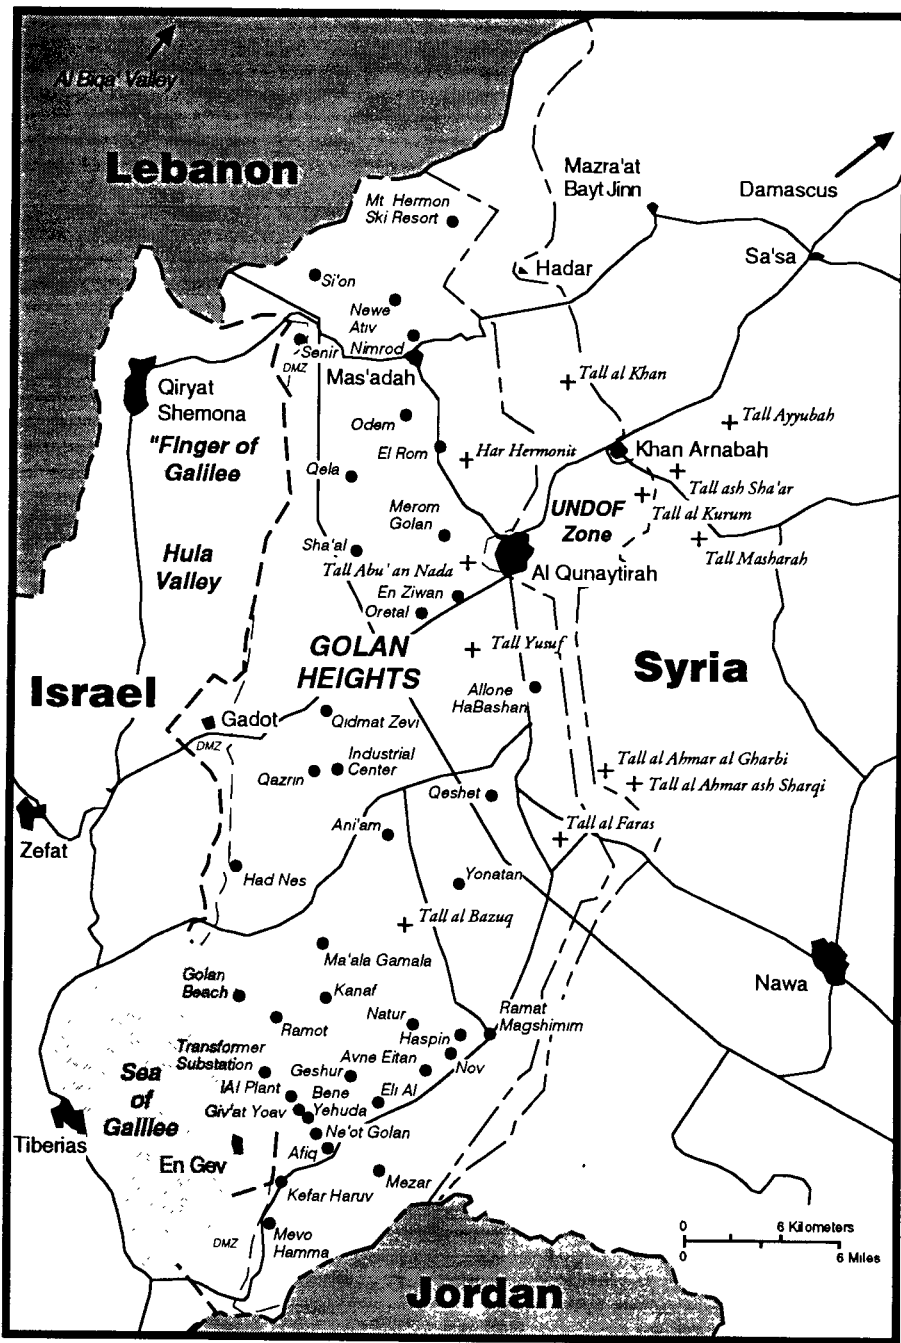 Al Biqa' Valley
Lebanon
Mt Hermon
Ski Resort
Mazra'at
Bayt Jinn
Damascus
Sa'sa
Hadar
Si'on
Newe
Ativ
Nimrod
Senir
DMZ
Mas'adah
Qiryat
Shemona
"Finger of
Galilee
Tall al Khan
Tall Ayyubah
Odem
El Rom
Har Hermonit
Khan Arnabah
Qela
Tall ash Sha'ar
Tall al Kurum
UNDOF
Zone
Merom
Golan
Hula
Valley
Sha'al
Tall Abu' an Nada
Tall Masharah
Al Qunaytirah
En Ziwan
Oretal
GOLAN
HEIGHTS
Tall Yusuf
Syria
Israel
Allone
HaBashan
Gadot
DMZ
Qidmat Zevi
Industrial
Center
Qazrin
Tall al Ahmar al Gharbi
Tall al Ahmar ash Sharqi
Qeshet
Zefat
Ani'am
Tall al Faras
Had Nes
Yonatan
Tall al Bazuq
Ma'ala Gamala
Nawa
Golan
Beach
Kanaf
Ramot
Natur
Ramat
Magshimim
Haspin
Nov
Avne Eitan
Transformer
Substation
Geshur
Eli Al
Sea
of
Galilee
IAI Plant
Bene
Yehuda
Giv'at Yoav
Ne'ot Golan
Tiberias
En Gev
Afiq
Mezar
Kefar Haruv
Mevo
Hamma
DMZ
0 6 Kilometers
0 6 Miles
Jordan